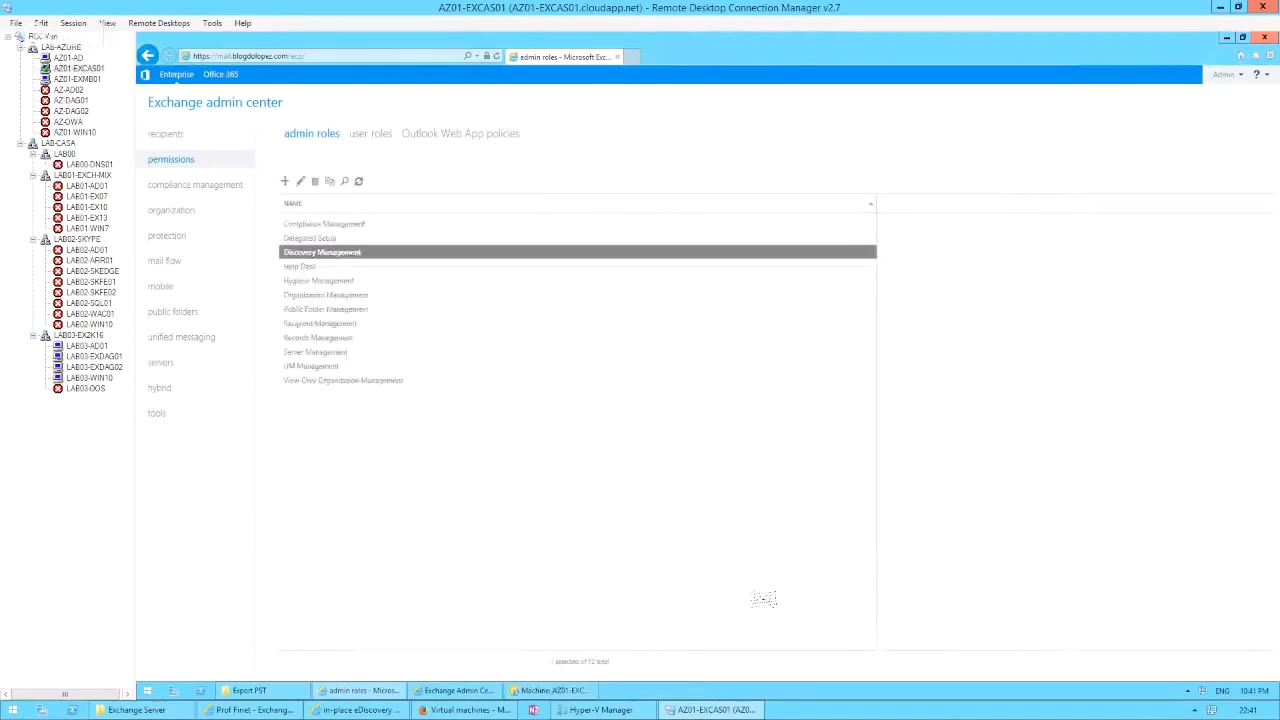 AZ01-EXCAS01 (AZ01-EXCAS01.cloudapp.net) - Remote Desktop Connection Manager v2.7
File Edit Session View Remote Desktops Tools Help
RDCMan
LAB-AZURE
AZ01-AD
AZ01-EXCAS01
AZ01-EXMB01
AZ-AD02
AZ-DAG01
AZ-DAG02
AZ-OWA
AZ01-WIN10
LAB-CASA
LAB00
LAB00-DNS01
LAB01-EXCH-MIX
LAB01-AD01
LAB01-EX07
LAB01-EX10
LAB01-EX13
LAB01-WIN7
LAB02-SKYPE
LAB02-AD01
LAB02-ARR01
LAB02-SKEDGE
LAB02-SKFE01
LAB02-SKFE02
LAB02-SQL01
LAB02-WAC01
LAB02-WIN10
LAB03-EX2K16
LAB03-AD01
LAB03-EXDAG01
LAB03-EXDAG02
LAB03-WIN10
LAB03-OOS
https://mail.blogdolopez.com/ecp/
admin roles - Microsoft Exc...
Enterprise Office 365
Admin ?
Exchange admin center
recipients
permissions
compliance management
organization
protection
mail flow
mobile
public folders
unified messaging
servers
hybrid
tools
admin roles user roles Outlook Web App policies
NAME
Compliance Management
Delegated Setup
Discovery Management
Help Desk
Hygiene Management
Organization Management
Public Folder Management
Recipient Management
Records Management
Server Management
UM Management
View-Only Organization Management
selected of 12 total
Export PST admin roles - Micros... Exchange Admin Ce... Machine: AZ01-EXC...
ENG 10:41 PM
Exchange Server Prof Finet - Exchang... in-place eDiscovery ... Virtual machines - M... Hyper-V Manager AZ01-EXCAS01 (AZ0...
22:41